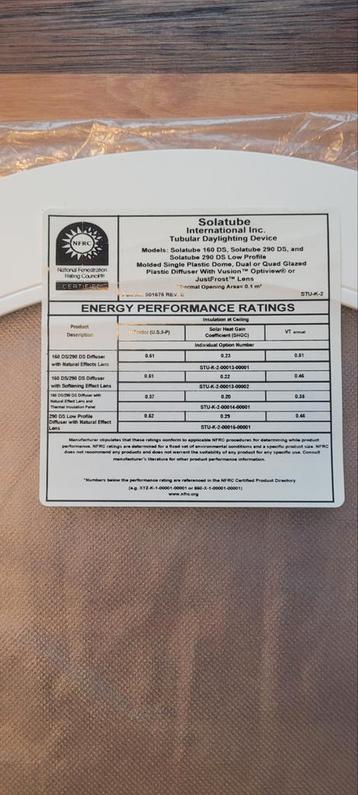 Solatube
International Inc.
Tubular Daylighting Device
Models: Solatube 160 DS, Solatube 290 DS, and
Solatube 290 DS Low Profile
Molded Single Plastic Dome, Dual or Quad Glazed
Plastic Diffuser With Vusion™ Optiview® or
JustFrost™ Lens
Thermal Opening Area= 0.1 m²
NFRC
National Fenestration
Rating Council®
CERTIFIED
STU-K-2
ENERGY PERFORMANCE RATINGS
Product
Description
Insulation at Ceiling
(U.S./I-P)
Solar Heat Gain
Coefficient (SHGC)
VT annual
Individual Option Number
160 DS/290 DS Diffuser
with Natural Effects Lens
0.61
0.23
0.51
STU-K-2-00013-00001
160 DS/290 DS Diffuser
with Softening Effect Lens
0.61
0.22
0.46
STU-K-2-00013-00002
160 DS/290 DS Diffuser with
Natural Effect Lens and
Thermal Insulation Panel
0.37
0.20
STU-K-2-00014-00001
290 DS Low Profile
Diffuser with Natural Effect
Lens
0.62
0.25
STU-K-2-00015-00001
Manufacturer stipulates that these ratings conform to applicable NFRC procedures for determining whole product
performance. NFRC ratings are determined for a fixed set of environmental conditions and a specific product size. NFRC
does not recommend any products and does not warrant the suitability of any product for any specific use. Consult
manufacturer's literature for other product performance information.
*Numbers below the performance rating are referenced in the NFRC Certified Product Directory
(e.g. XYZ-K-1-00001-00001 or 990-X-1-00001-00001)
www.nfrc.org